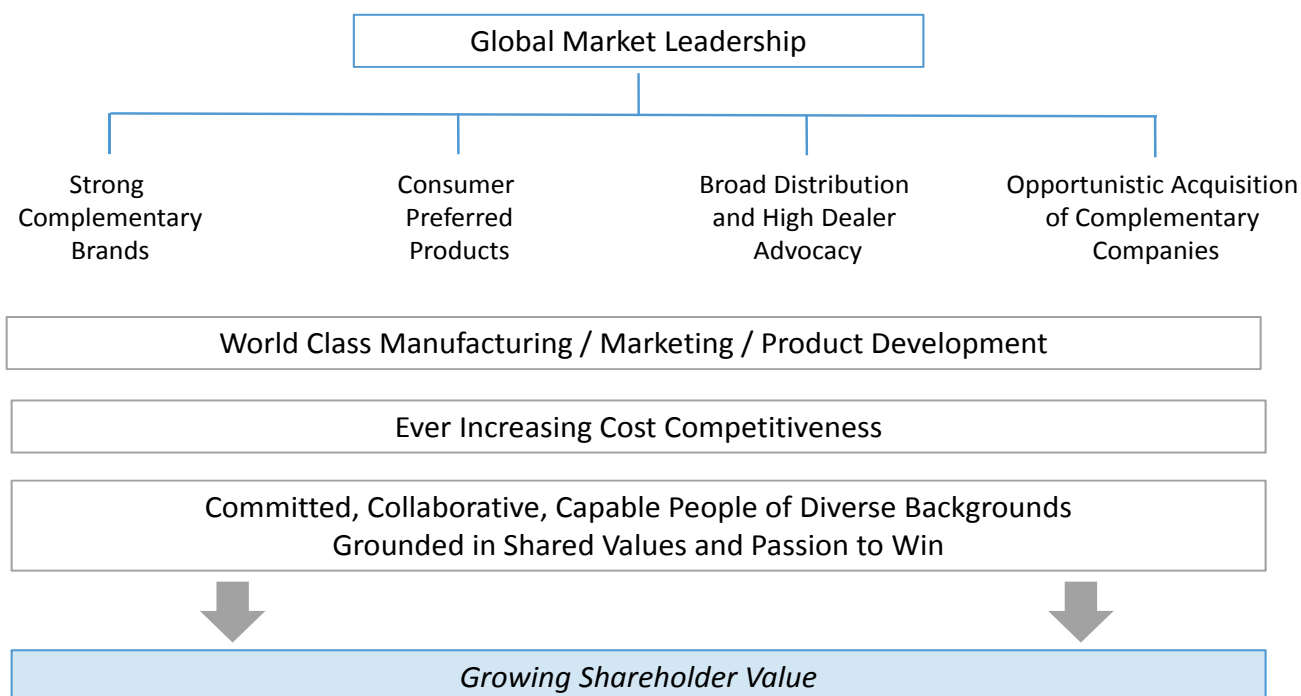 Global Market Leadership
Strong
Complementary
Brands
Consumer
Preferred
Products
Broad Distribution
and High Dealer
Advocacy
Opportunistic Acquisition
of Complementary
Companies
World Class Manufacturing / Marketing / Product Development
Ever Increasing Cost Competitiveness
Committed, Collaborative, Capable People of Diverse Backgrounds
Grounded in Shared Values and Passion to Win
Growing Shareholder Value